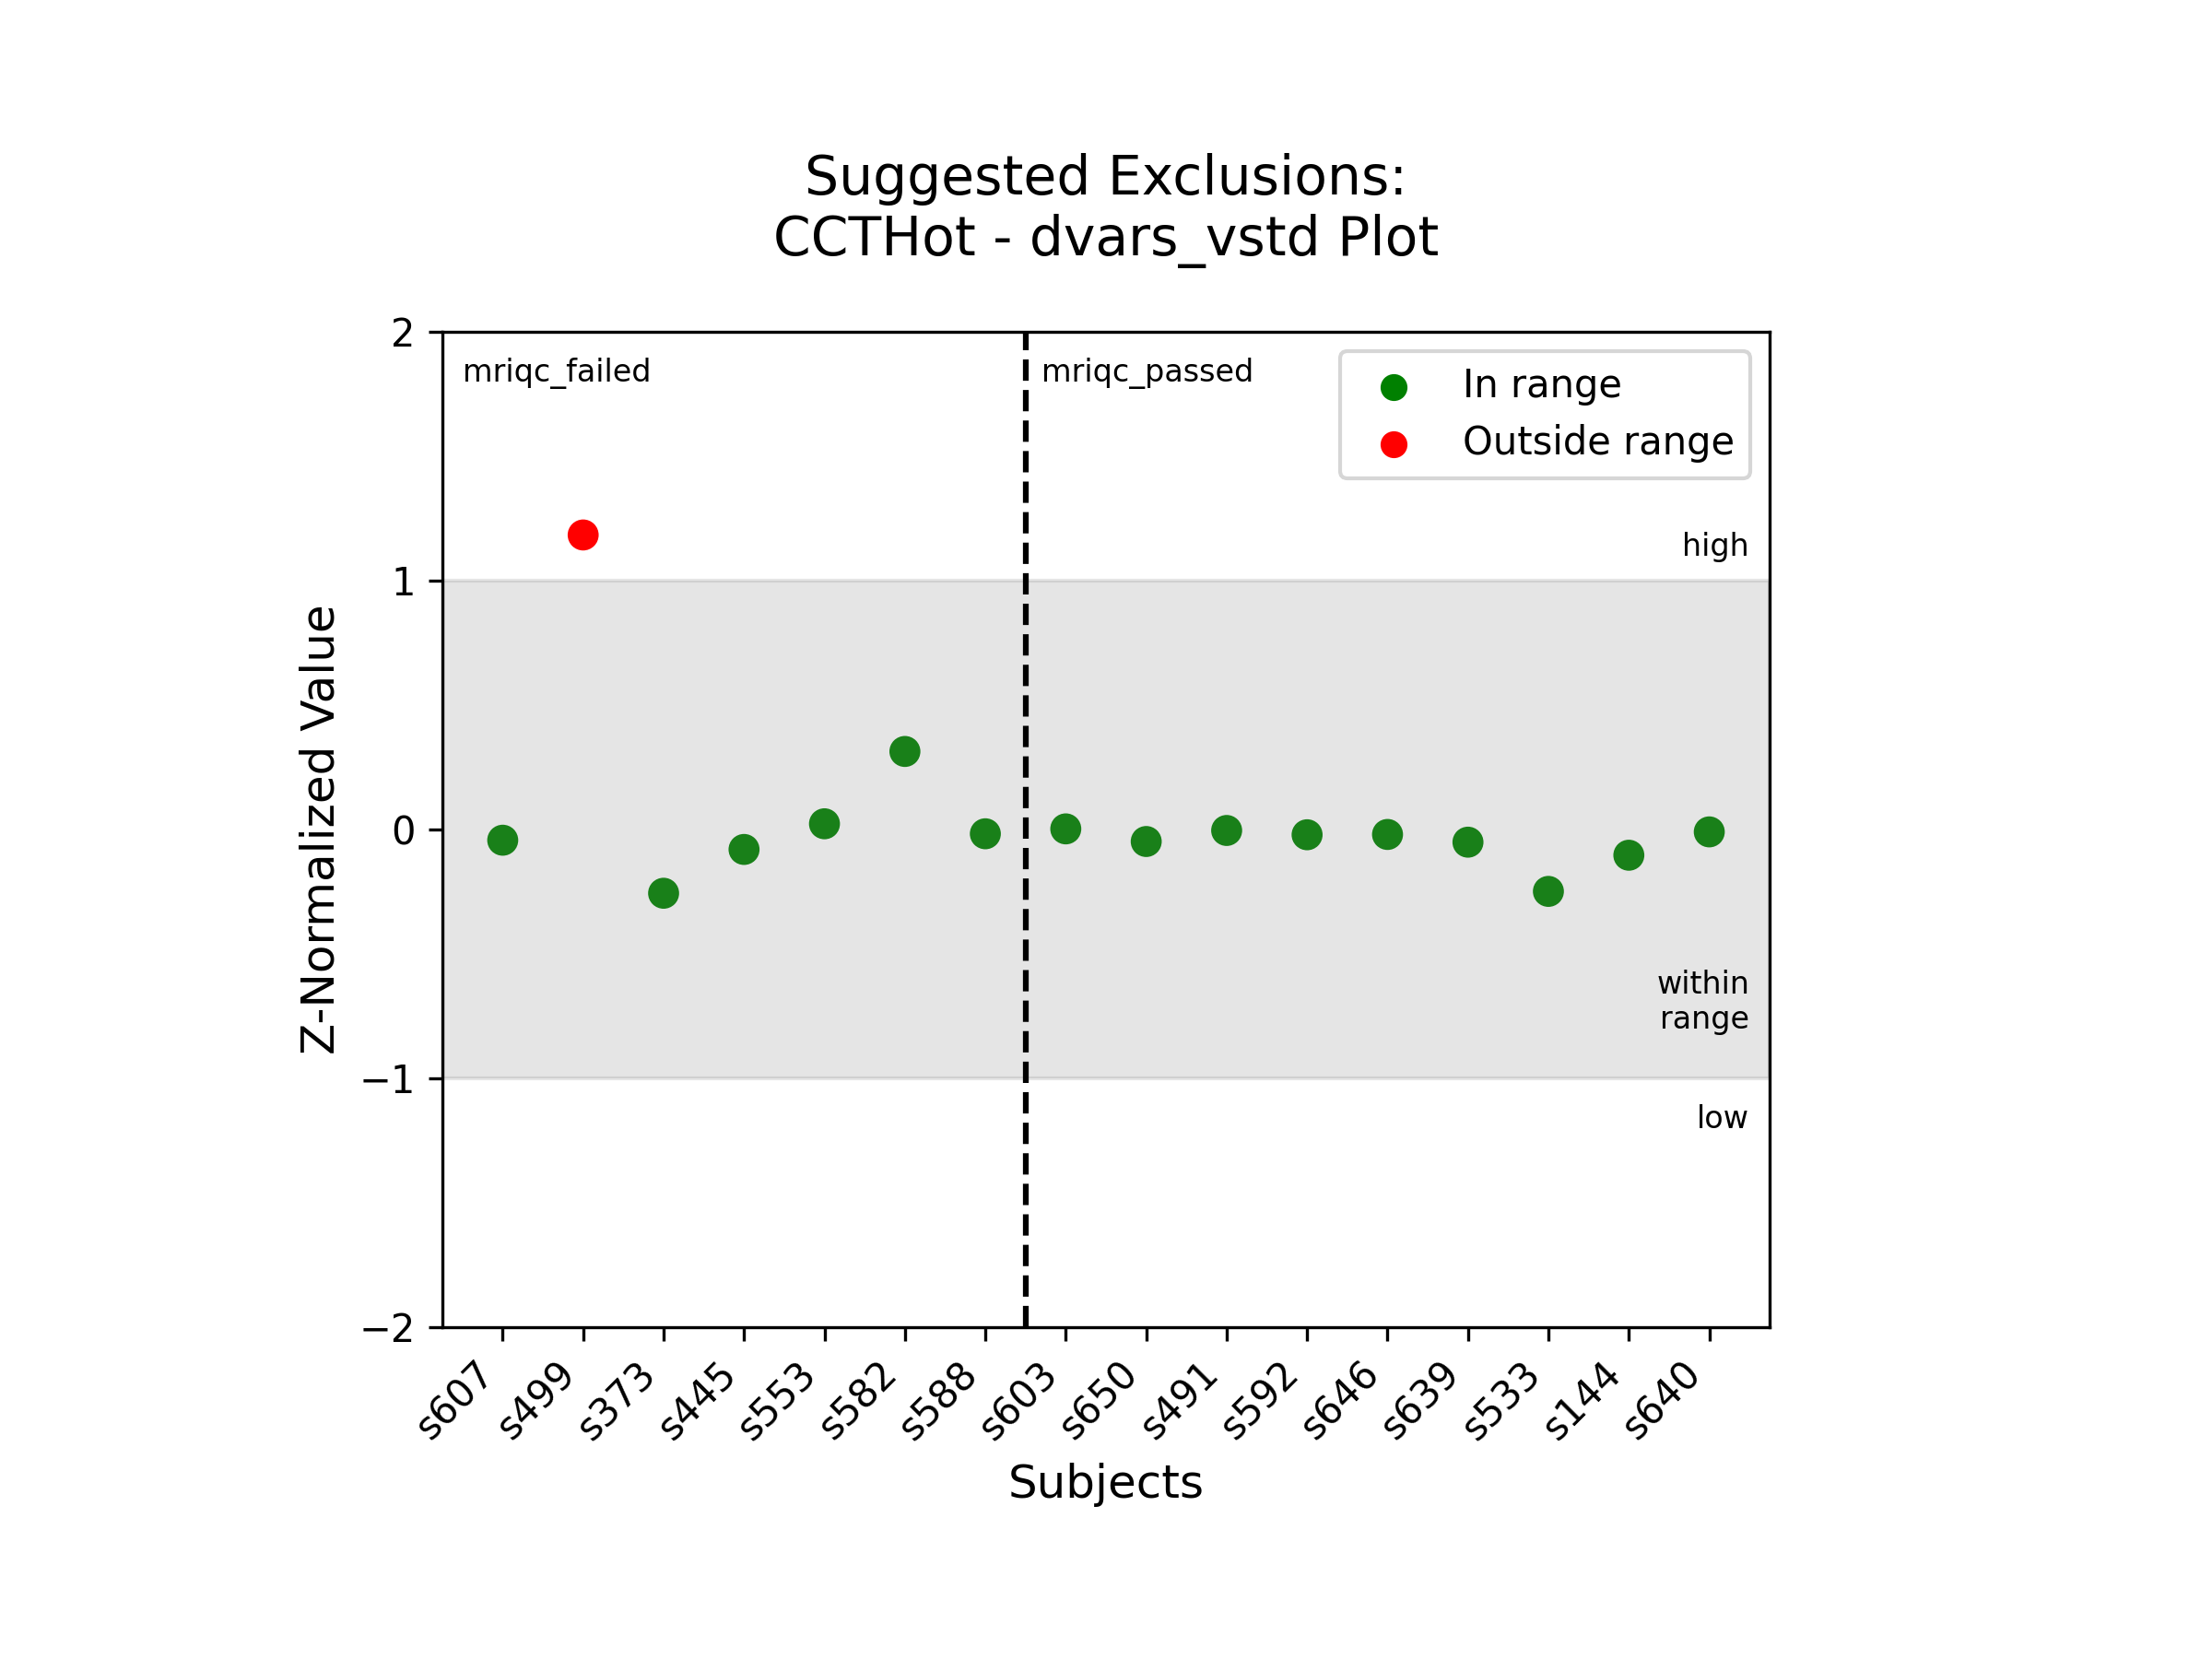 Suggested Exclusions:
CCTHot - dvars_vstd Plot
mriqc_failed
mriqc_passed
In range
Outside range
high
within
range
low
2
1
0
−1
−2
Z-Normalized Value
s607
s499
s373
s445
s553
s582
s588
s603
s650
s491
s592
s646
s639
s533
s144
s640
Subjects